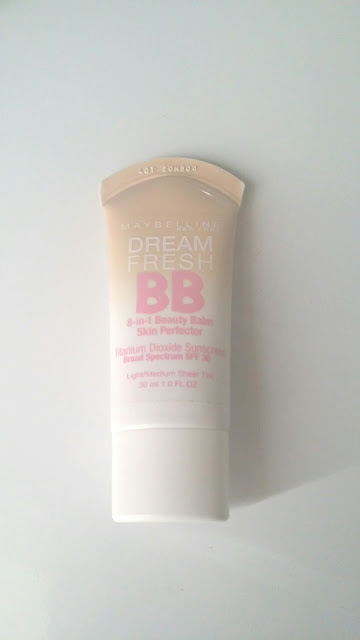 MAYBELLINE
DREAM
FRESH
BB
8-in-1 Beauty Balm
Skin Perfector
Titanium Dioxide Sunscreen
Broad Spectrum SPF 30
Light/Medium Sheer Tint
30 ml 1.0 FL OZ